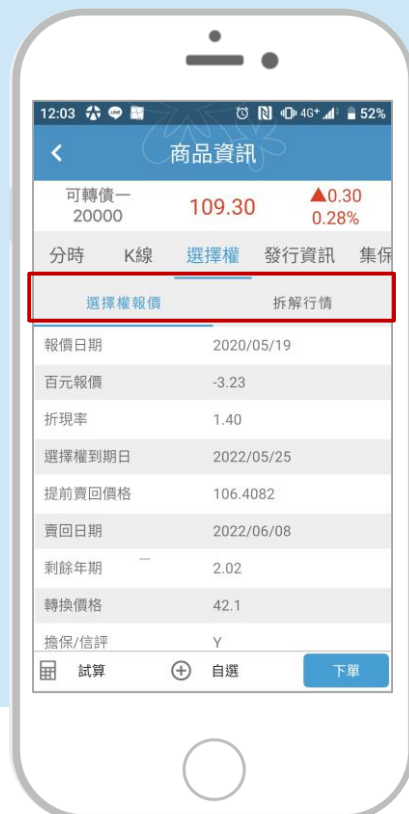 12:03 4G+ 52%
商品資訊
可轉債一
20000
109.30
▲0.30
0.28%
分時 K線 選擇權 發行資訊 集保
選擇權報價 拆解行情
報價日期 2020/05/19
百元報價 -3.23
折現率 1.40
選擇權到期日 2022/05/25
提前賣回價格 106.4082
賣回日期 2022/06/08
剩餘年期 2.02
轉換價格 42.1
擔保/信評 Y
試算 自選 下單